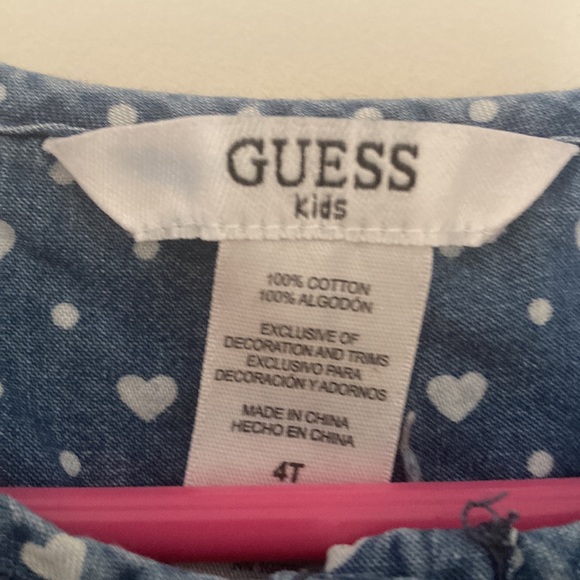 GUESS
Kids
100% COTTON
100% ALGODÓN
EXCLUSIVE OF
DECORATION AND TRIMS
EXCLUSIVO PARA
DECORACIÓN Y ADORNOS
MADE IN CHINA
HECHO EN CHINA
4T